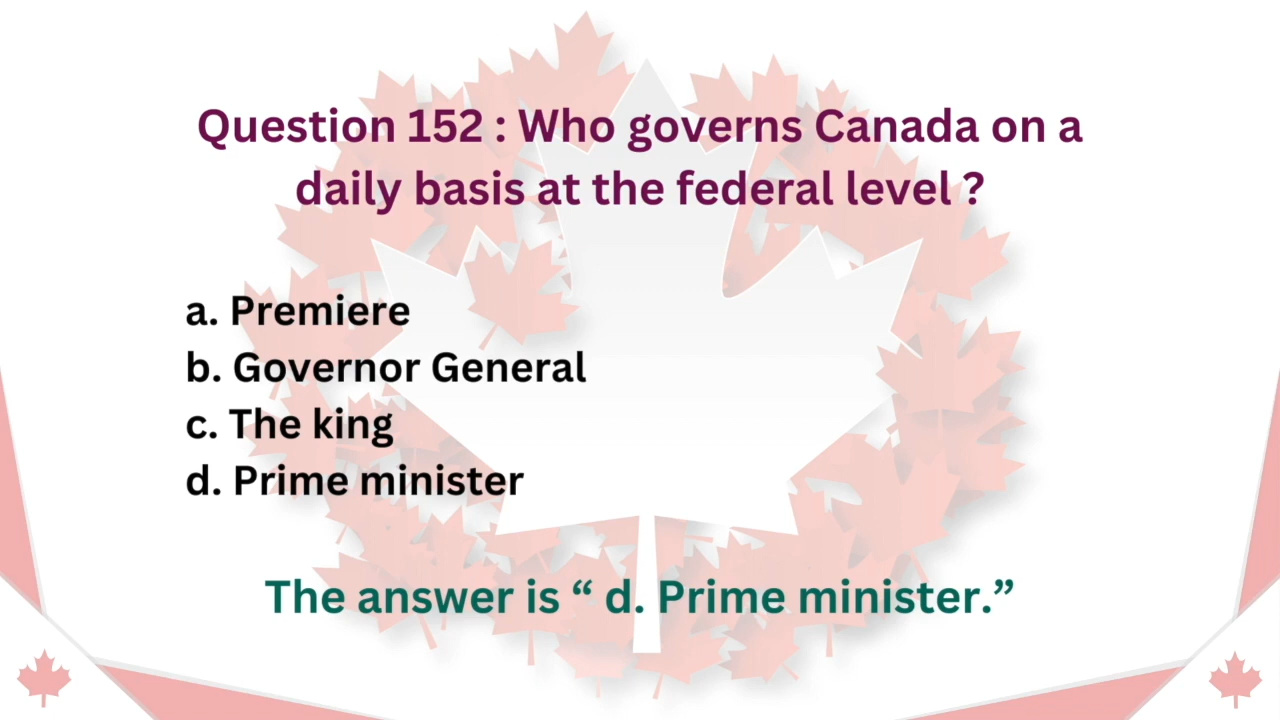 Question 152 : Who governs Canada on a
daily basis at the federal level ?
a. Premiere
b. Governor General
c. The king
d. Prime minister
The answer is “ d. Prime minister.”